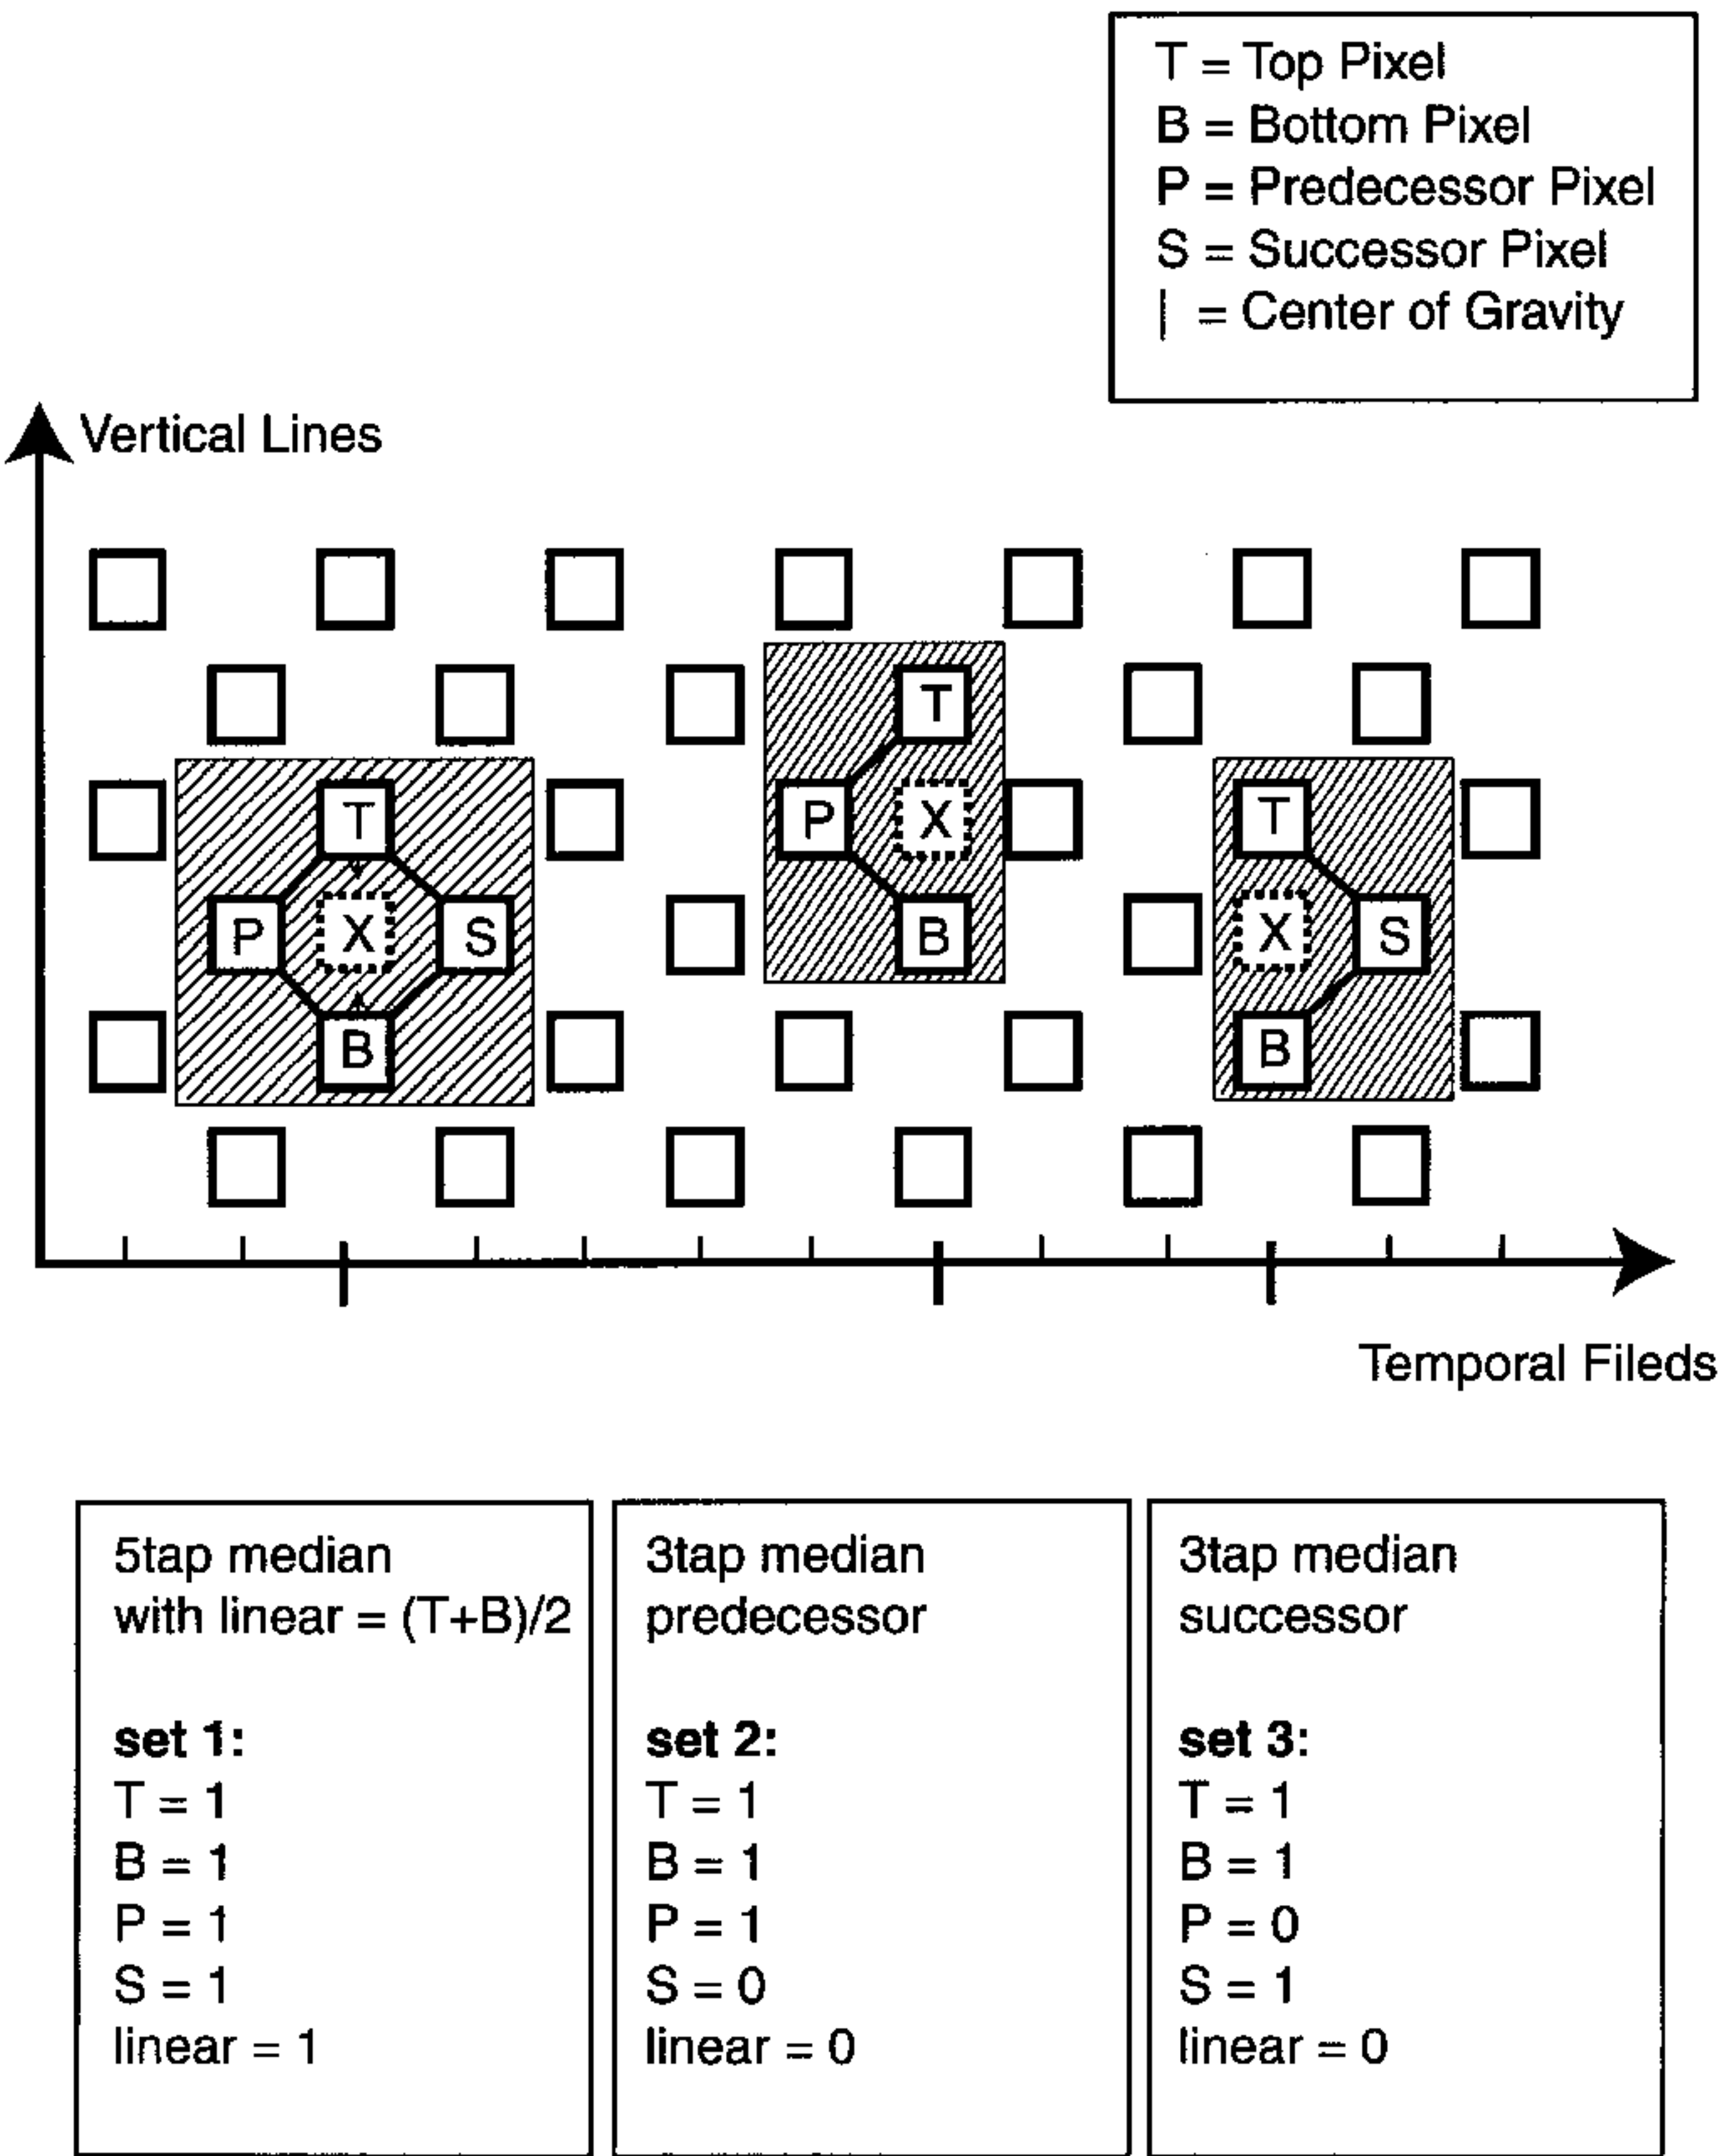 T = Top Pixel
B = Bottom Pixel
P = Predecessor Pixel
S = Successor Pixel
| = Center of Gravity
Vertical Lines
T
T
P
X
T
P
X
S
B
X
S
B
B
Temporal Fileds
5tap median
with linear = (T+B)/2
set 1:
T = 1
B = 1
P = 1
S = 1
linear = 1
3tap median
predecessor
set 2:
T = 1
B = 1
P = 1
S = 0
linear = 0
3tap median
successor
set 3:
T = 1
B = 1
P = 0
S = 1
linear = 0